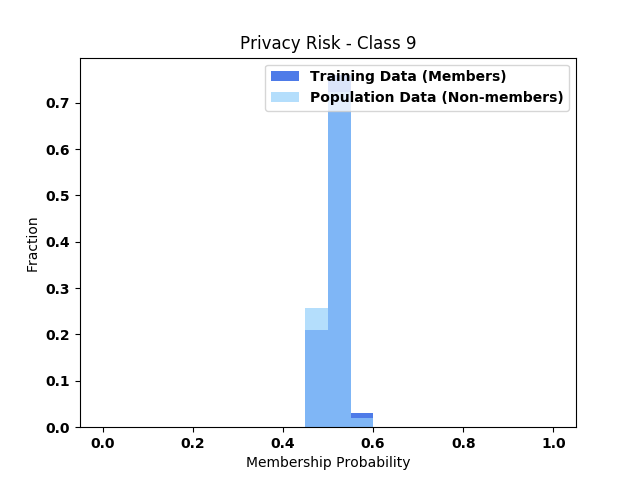 Privacy Risk - Class 9
Training Data (Members)
Population Data (Non-members)
0.7
0.6
0.5
0.4
0.3
0.2
0.1
0.0
Fraction
0.0 0.2 0.4 0.6 0.8 1.0
Membership Probability